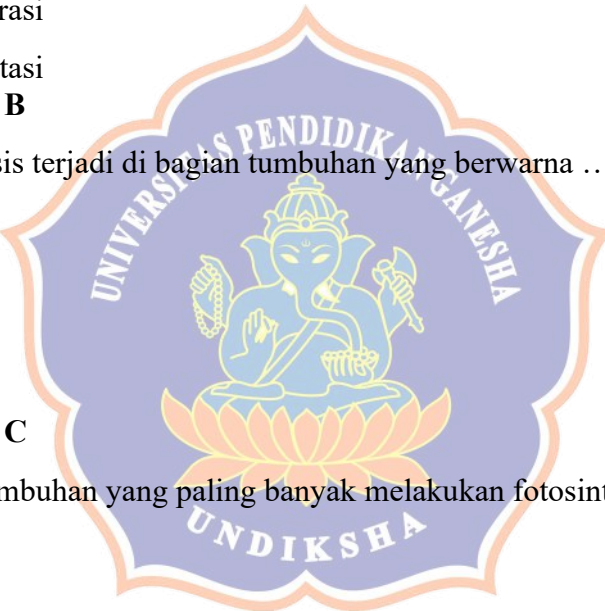 rasi
tasi
B
sis terjadi di bagian tumbuhan yang berwarna …
C
mbuhan yang paling banyak melakukan fotosint
UNIVERSITAS PENDIDIKAN GANESHA
UNDIKSHA